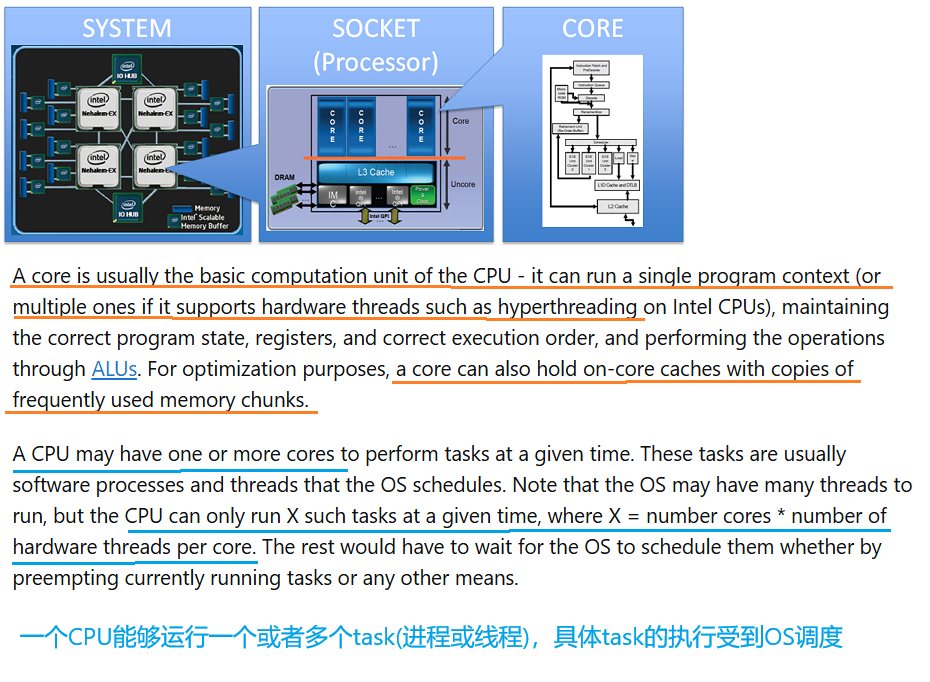 SYSTEM
intel
IO HUB
intel
Nehalem-EX
intel
Nehalem-EX
intel
Nehalem-EX
intel
Nehalem-EX
intel
IO HUB
Memory
Intel® Scalable
Memory Buffer
SOCKET
(Processor)
CORE
CORE
CORE
...
Core
L3 Cache
Uncore
DRAM
IM
C
Intel
®
QPI
...
Intel
®
QPI
Power
&
Clock
Intel QPI
CORE
Instruction Fetch and
PreDecode
Instruction Queue
Decode
Scheduler
L2 Cache
A core is usually the basic computation unit of the CPU - it can run a single program context (or
multiple ones if it supports hardware threads such as hyperthreading on Intel CPUs), maintaining
the correct program state, registers, and correct execution order, and performing the operations
through ALUs. For optimization purposes, a core can also hold on-core caches with copies of
frequently used memory chunks.
A CPU may have one or more cores to perform tasks at a given time. These tasks are usually
software processes and threads that the OS schedules. Note that the OS may have many threads to
run, but the CPU can only run X such tasks at a given time, where X = number cores * number of
hardware threads per core. The rest would have to wait for the OS to schedule them whether by
preempting currently running tasks or any other means.
一个CPU能够运行一个或者多个task(进程或线程)，具体task的执行受到OS调度